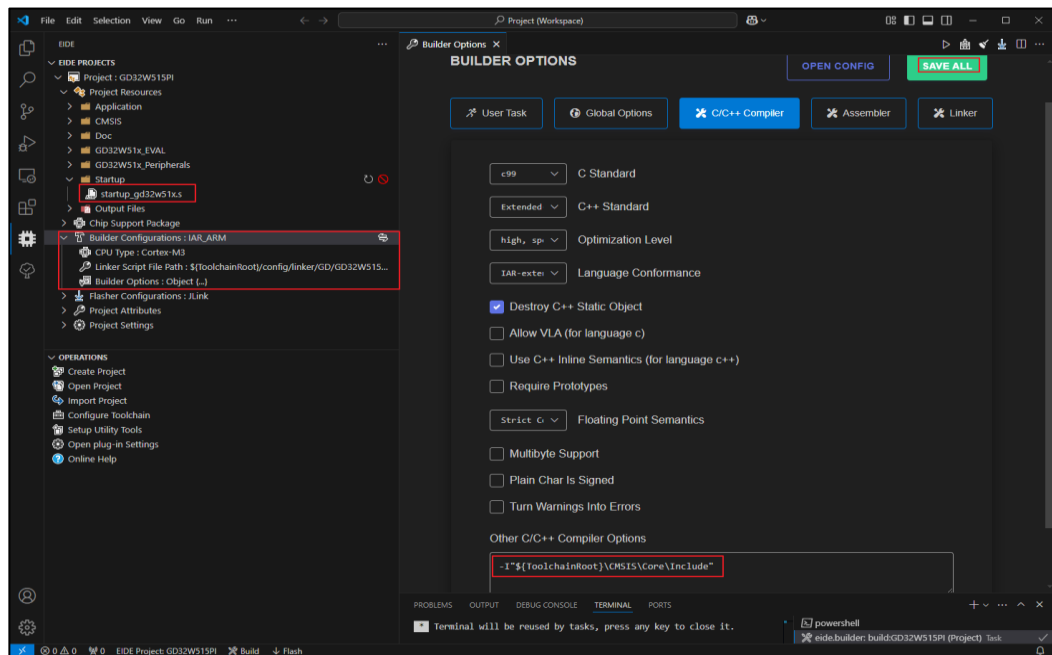 File Edit Selection View Go Run ··· Project (Workspace)
EIDE ···
EIDE PROJECTS
Project : GD32W515PI
Project Resources
Application
CMSIS
Doc
GD32W51x_EVAL
GD32W51x_Peripherals
Startup
startup_gd32w51x.s
Output Files
Chip Support Package
Builder Configurations : IAR_ARM
CPU Type : Cortex-M3
Linker Script File Path : ${ToolchainRoot}/config/linker/GD/GD32W515...
Builder Options : Object {...}
Flasher Configurations : JLink
Project Attributes
Project Settings
OPERATIONS
Create Project
Open Project
Import Project
Configure Toolchain
Setup Utility Tools
Open plug-in Settings
Online Help
Builder Options
BUILDER OPTIONS
OPEN CONFIG SAVE ALL
User Task Global Options C/C++ Compiler Assembler Linker
c99 C Standard
Extended C++ Standard
high, spe Optimization Level
IAR-exter Language Conformance
Destroy C++ Static Object
Allow VLA (for language c)
Use C++ Inline Semantics (for language c++)
Require Prototypes
Strict Co Floating Point Semantics
Multibyte Support
Plain Char Is Signed
Turn Warnings Into Errors
Other C/C++ Compiler Options
-I"${ToolchainRoot}\CMSIS\Core\Include"
PROBLEMS OUTPUT DEBUG CONSOLE TERMINAL PORTS
* Terminal will be reused by tasks, press any key to close it.
powershell
eide.builder: build:GD32W515PI (Project) Task
0 0 0 EIDE Project: GD32W515PI Build Flash